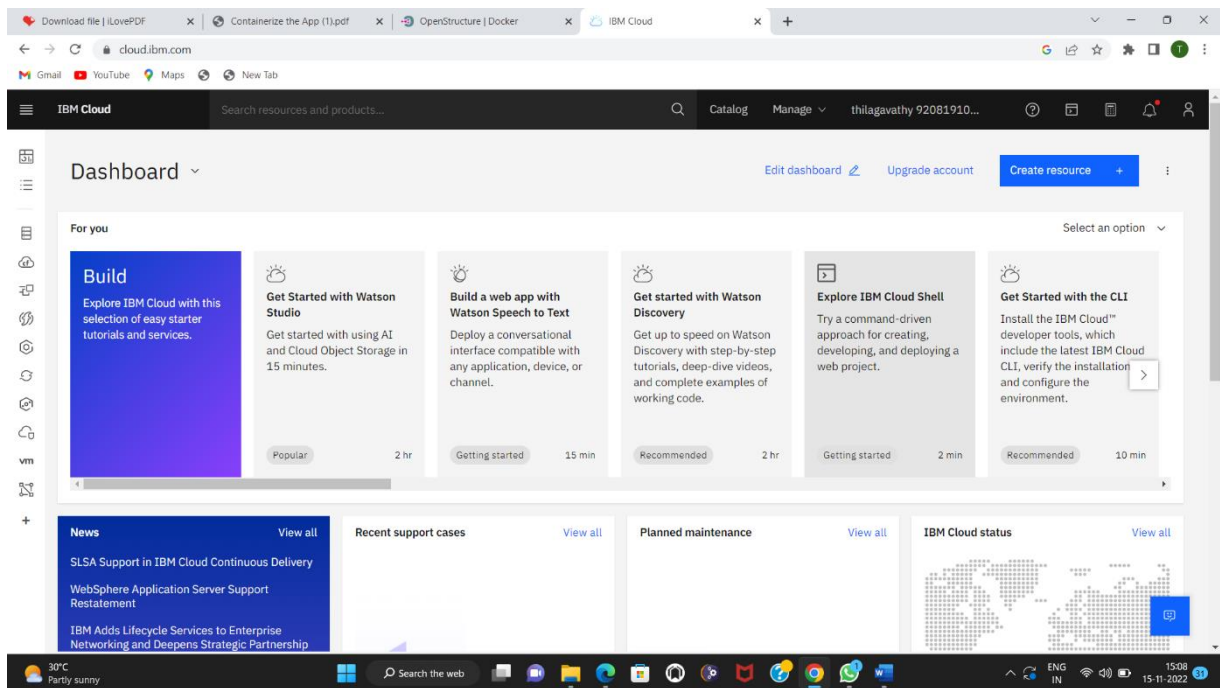 Download file | iLovePDF
Containerize the App (1).pdf
OpenStructure | Docker
IBM Cloud
cloud.ibm.com
G
T
Gmail
YouTube
Maps
New Tab
IBM Cloud
Search resources and products...
Catalog
Manage
thilagavathy 92081910...
Dashboard
Edit dashboard
Upgrade account
Create resource +
For you
Select an option
Build
Explore IBM Cloud with this
selection of easy starter
tutorials and services.
Get Started with Watson
Studio
Get started with using AI
and Cloud Object Storage in
15 minutes.
Popular
2 hr
Build a web app with
Watson Speech to Text
Deploy a conversational
interface compatible with
any application, device, or
channel.
Getting started
15 min
Get started with Watson
Discovery
Get up to speed on Watson
Discovery with step-by-step
tutorials, deep-dive videos,
and complete examples of
working code.
Recommended
2 hr
Explore IBM Cloud Shell
Try a command-driven
approach for creating,
developing, and deploying a
web project.
Getting started
2 min
Get Started with the CLI
Install the IBM Cloud™
developer tools, which
include the latest IBM Cloud
CLI, verify the installation
and configure the
environment.
Recommended
10 min
vm
News
View all
SLSA Support in IBM Cloud Continuous Delivery
WebSphere Application Server Support
Restatement
IBM Adds Lifecycle Services to Enterprise
Networking and Deepens Strategic Partnership
Recent support cases
View all
Planned maintenance
View all
IBM Cloud status
View all
30°C
Partly sunny
Search the web
ENG
IN
15:08
15-11-2022
31